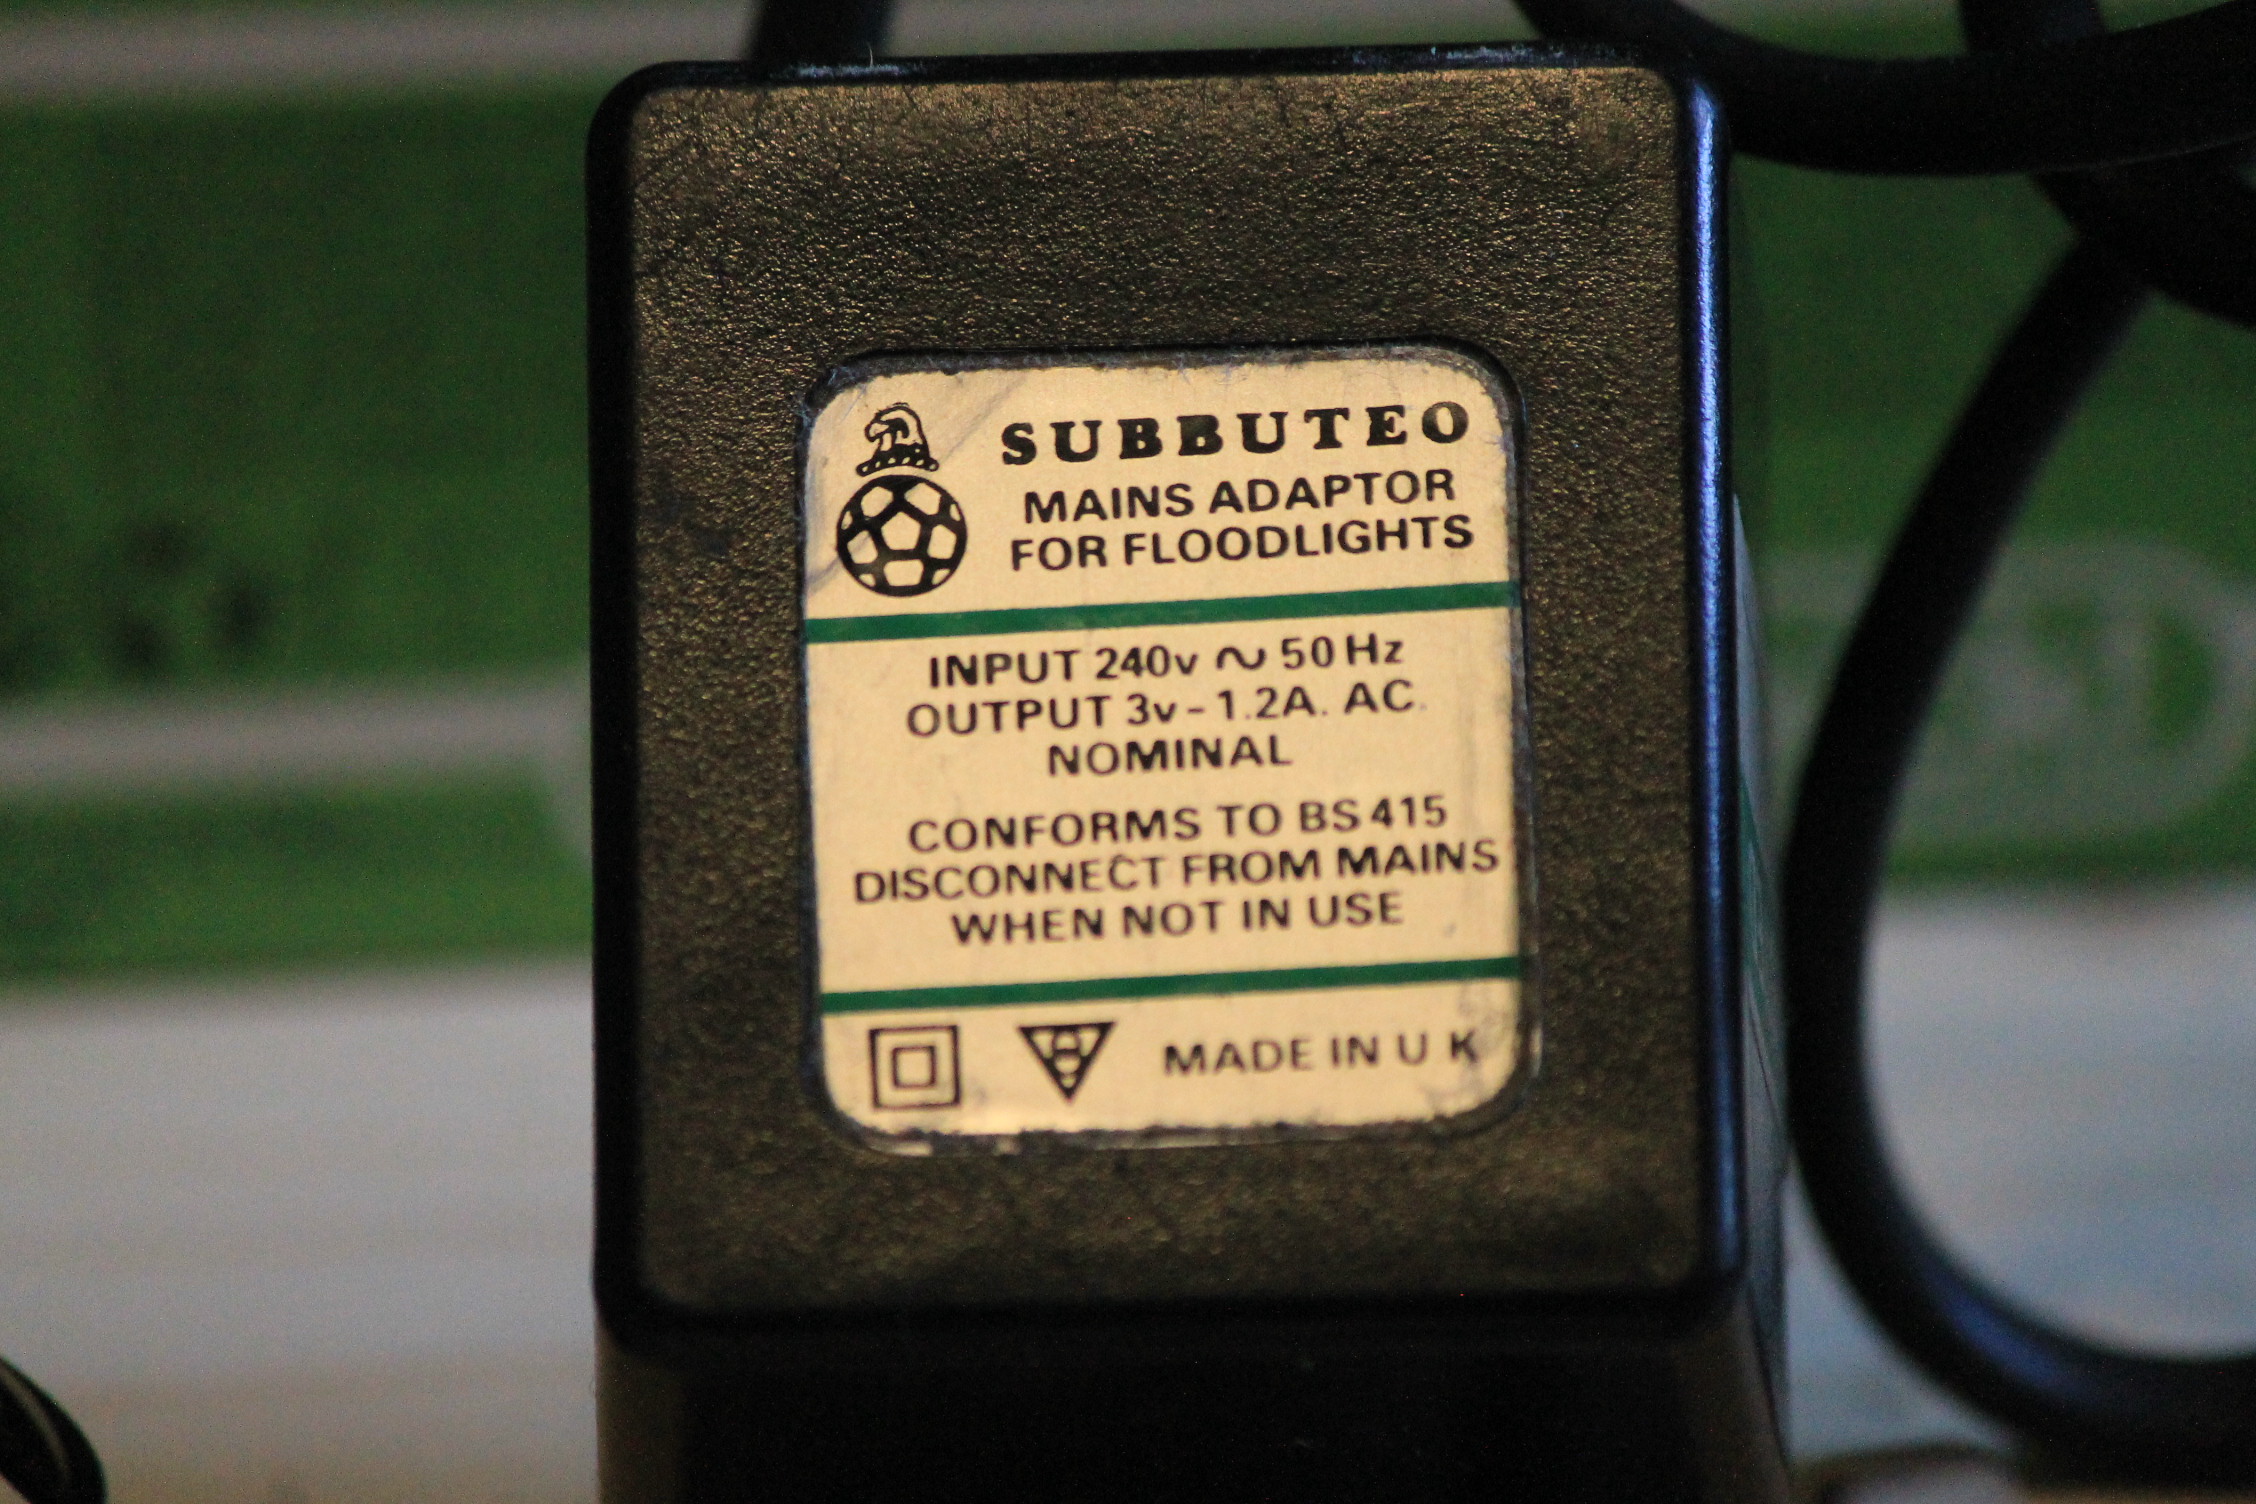 SUBBUTEO
MAINS ADAPTOR
FOR FLOODLIGHTS
INPUT 240v ~ 50 Hz
OUTPUT 3v - 1.2A. AC.
NOMINAL
CONFORMS TO BS 415
DISCONNECT FROM MAINS
WHEN NOT IN USE
MADE IN U K